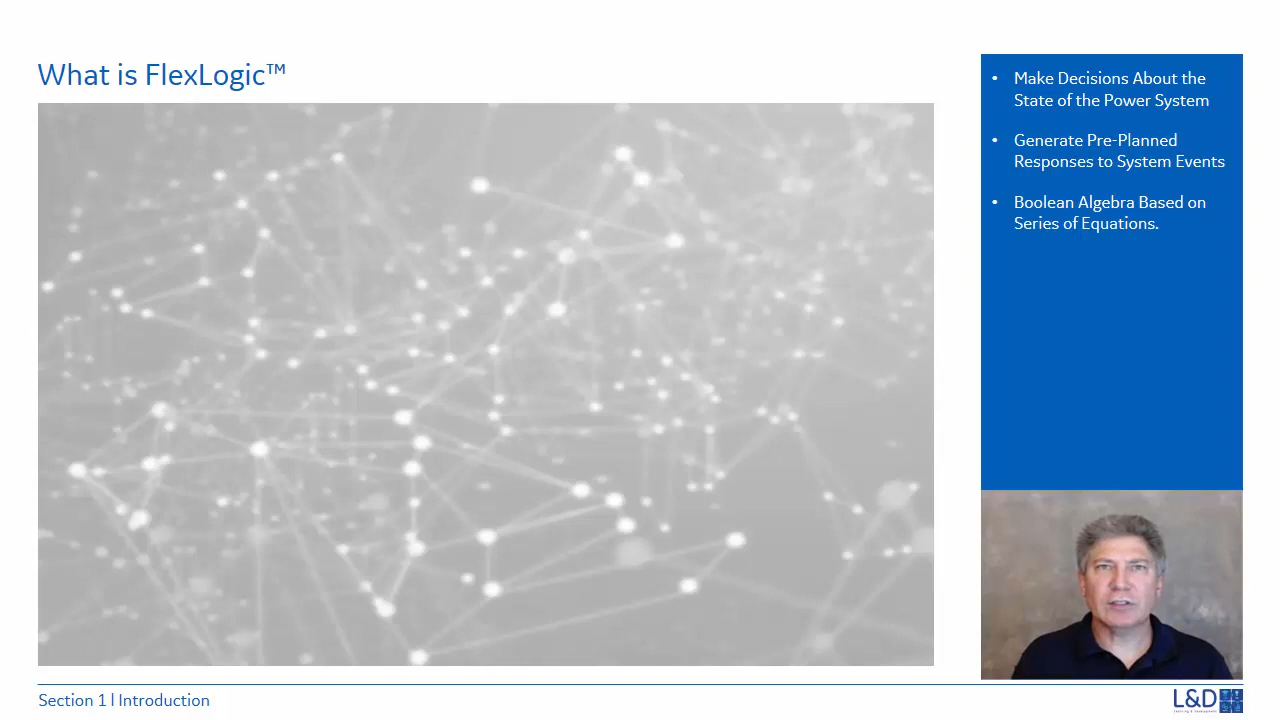 What is FlexLogic™
• Make Decisions About the
State of the Power System
• Generate Pre-Planned
Responses to System Events
• Boolean Algebra Based on
Series of Equations.
Section 1 | Introduction
L&D